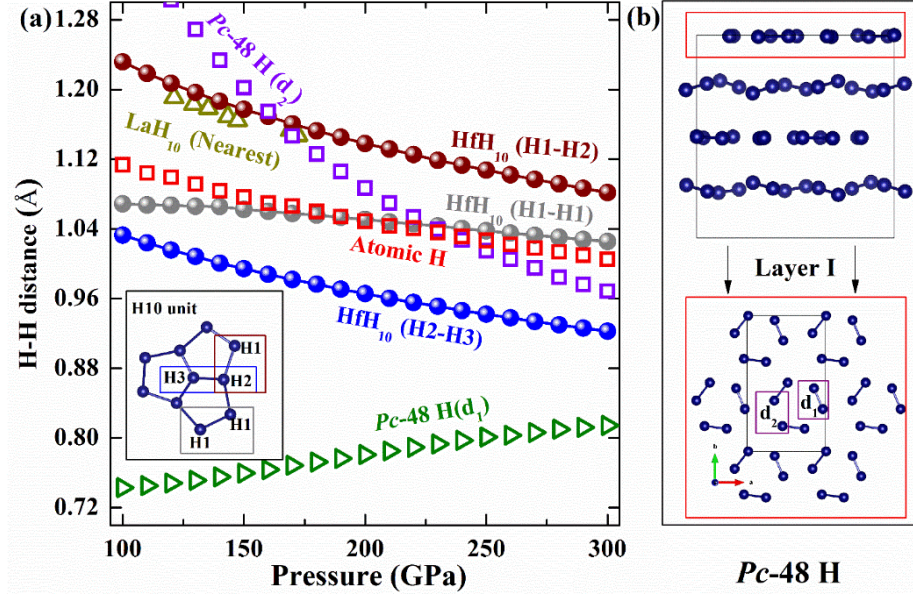 (a)
H-H distance (Å)
1.28
1.20
1.12
1.04
0.96
0.88
0.80
0.72
Pc-48 H (d₂)
LaH₁₀ (Nearest)
HfH₁₀ (H1−H2)
HfH₁₀ (H1−H1)
Atomic H
HfH₁₀ (H2−H3)
Pc-48 H(d₁)
H10 unit
H1
H3
H2
H1
H1
100
150
200
250
300
Pressure (GPa)
(b)
Layer I
d₂
d₁
b
a
Pc-48 H